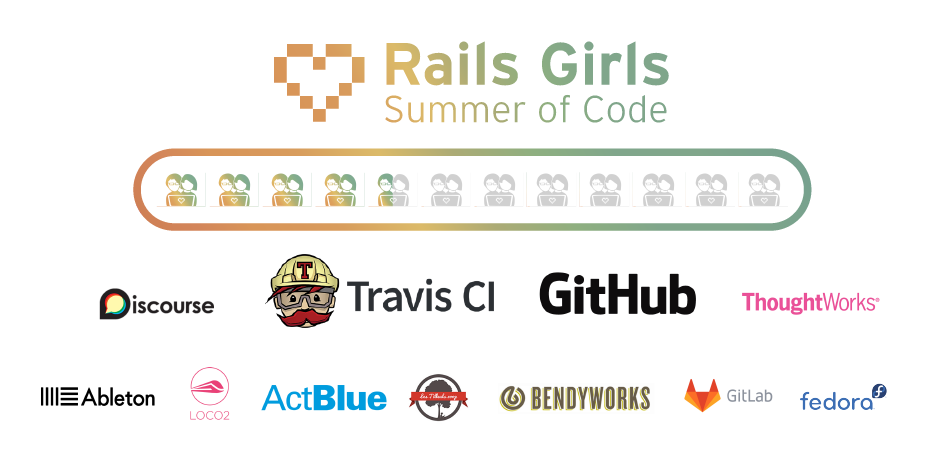 Rails Girls
Summer of Code
Discourse
T
Travis CI
GitHub
ThoughtWorks®
Ableton
LOCO2
ActBlue
BENDYWORKS
GitLab
fedora f